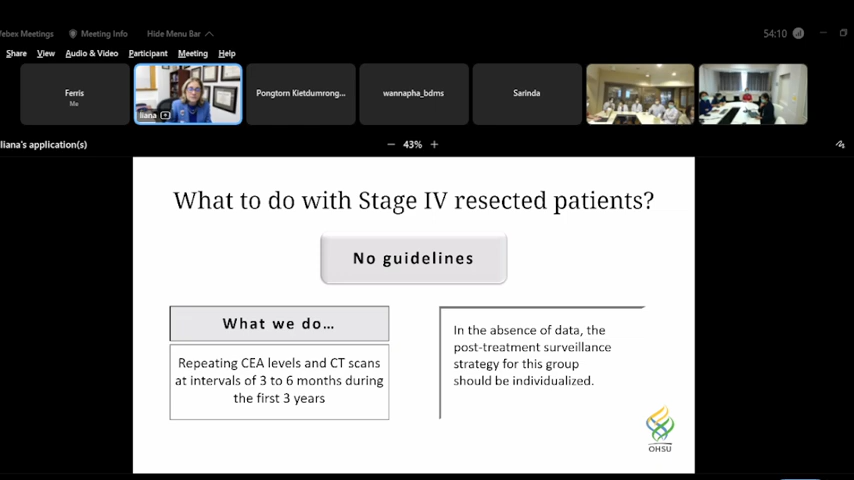 ebex Meetings
Meeting Info
Hide Menu Bar
54:10
Share View Audio & Video Participant Meeting Help
Ferris
Me
liana
Pongtorn Kietdumrong...
wannapha_bdms
Sarinda
liana's application(s)
43%
What to do with Stage IV resected patients?
No guidelines
What we do...
Repeating CEA levels and CT scans
at intervals of 3 to 6 months during
the first 3 years
In the absence of data, the
post-treatment surveillance
strategy for this group
should be individualized.
OHSU